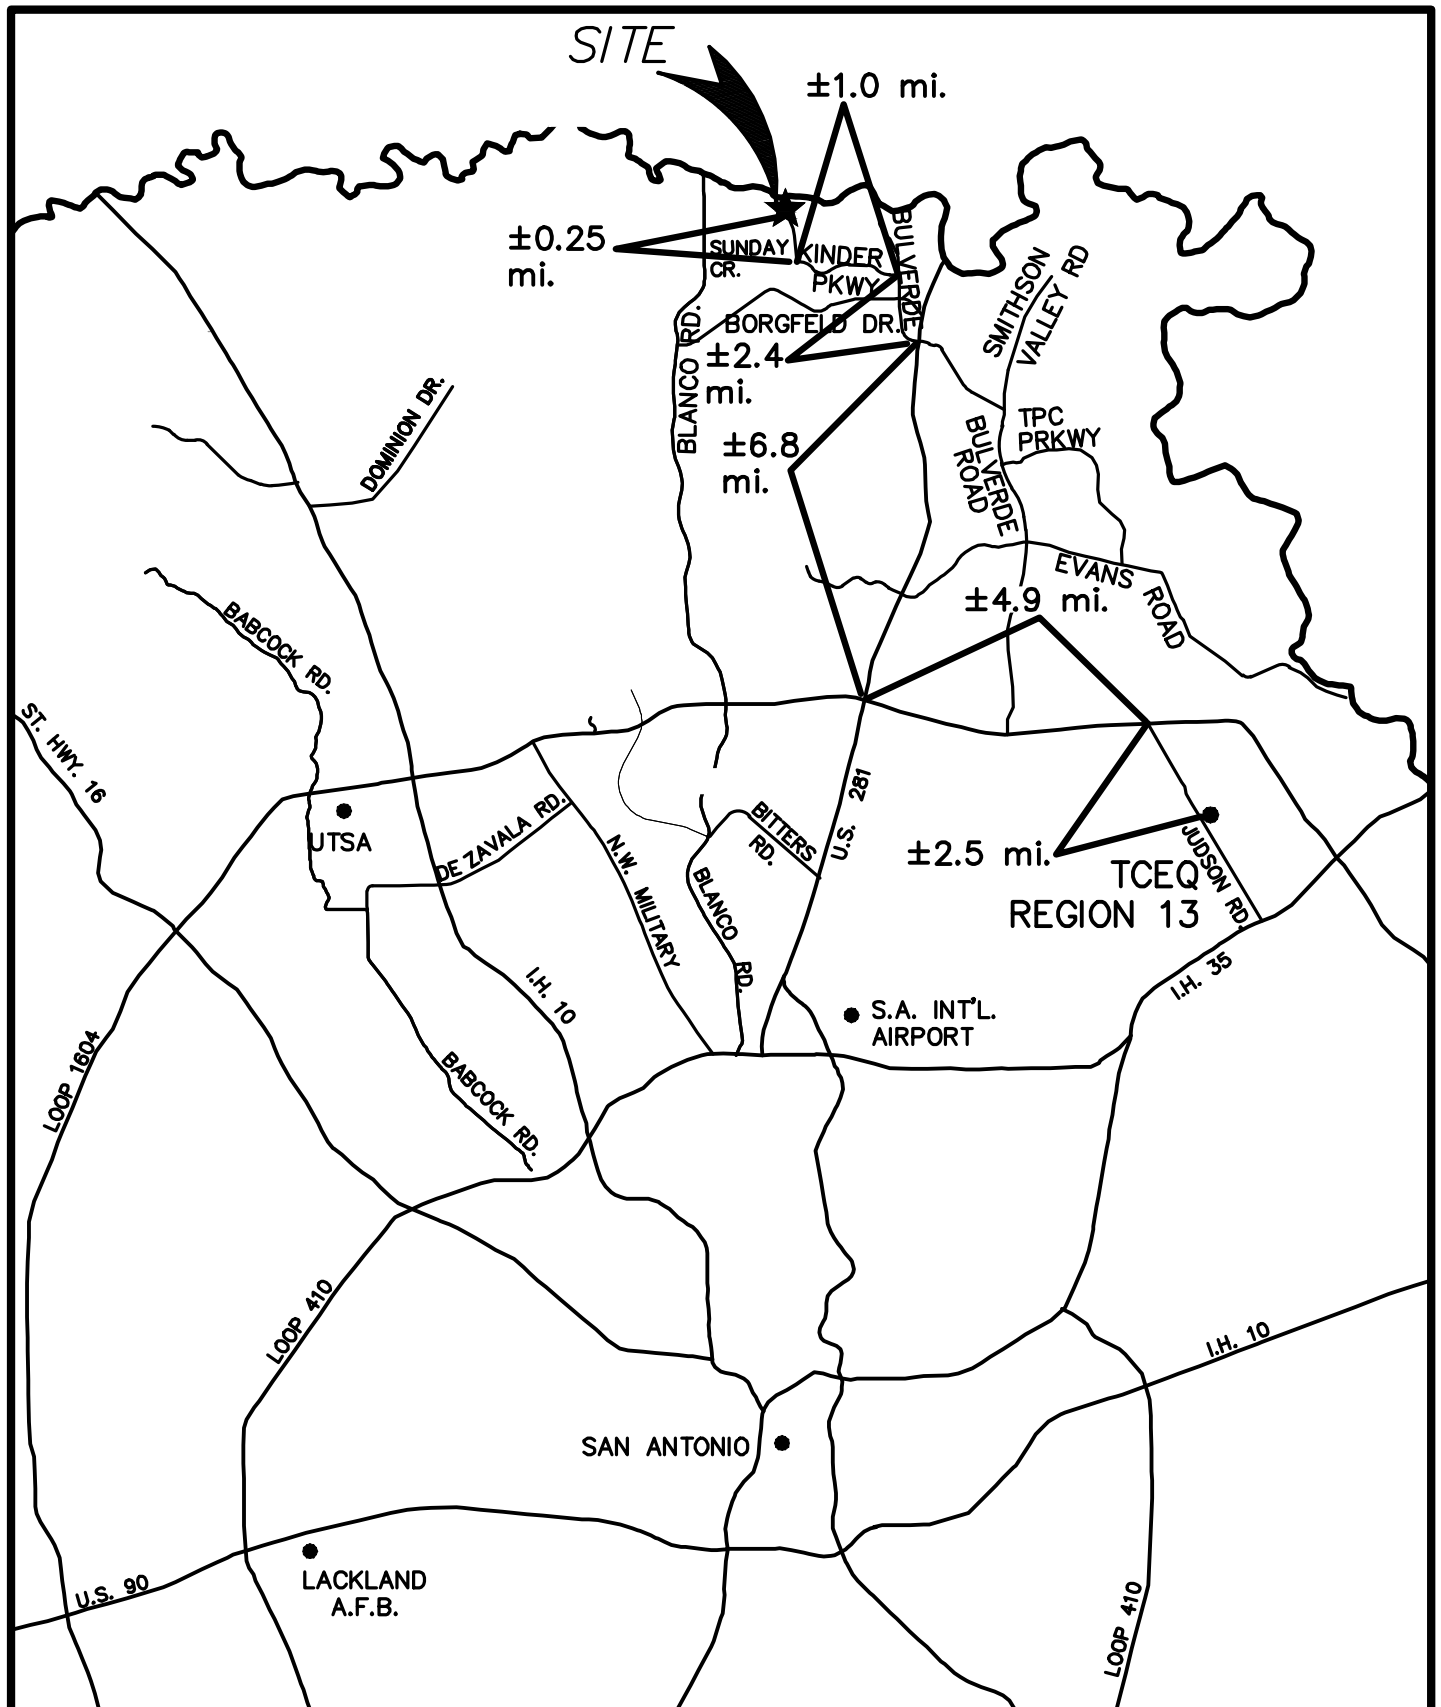 SITE
±1.0 mi.
±0.25
mi.
SUNDAY
CR.
KINDER
PKWY
BULVERDE
SMITHSON
VALLEY RD
BLANCO RD.
BORGFELD DR.
±2.4
mi.
DOMINION DR.
±6.8
mi.
TPC
PRKWY
BULVERDE
ROAD
EVANS ROAD
±4.9 mi.
BABCOCK RD.
ST. HWY. 16
UTSA
DE ZAVALA RD.
N.W. MILITARY
BITTERS
RD.
U.S. 281
±2.5 mi.
JUDSON RD.
TCEQ
REGION 13
BLANCO RD.
I.H. 35
I.H. 10
S.A. INT'L.
AIRPORT
LOOP 1604
BABCOCK RD.
LOOP 410
I.H. 10
SAN ANTONIO
LACKLAND
A.F.B.
U.S. 90
LOOP 410